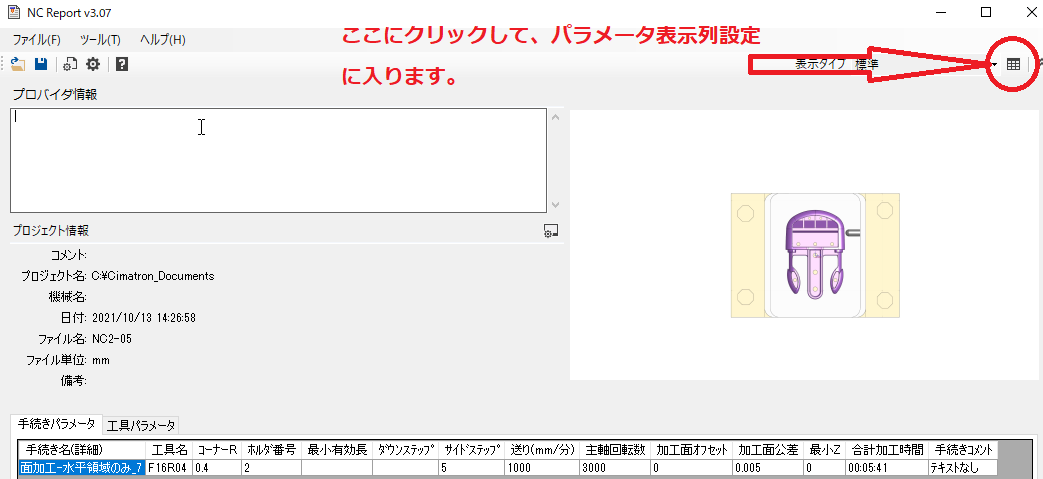 NC Report v3.07
ファイル(F) ツール(T) ヘルプ(H)
ここにクリックして、パラメータ表示列設定
に入ります。
表示タイプ 標準
プロバイダ情報
プロジェクト情報
コメント:
プロジェクト名: C:¥Cimatron_Documents
機械名:
日付: 2021/10/13 14:26:58
ファイル名: NC2-05
ファイル単位: mm
備考:
手続きパラメータ 工具パラメータ
手続き名(詳細) 工具名 コーナーR ホルダ番号 最小有効長 ダウンステップ サイドステップ 送り(mm/分) 主軸回転数 加工面オフセット 加工面公差 最小Z 合計加工時間 手続きコメント
面加工-水平領域のみ_7 F16R04 0.4 2 5 1000 3000 0 0.005 0 00:05:41 テキストなし